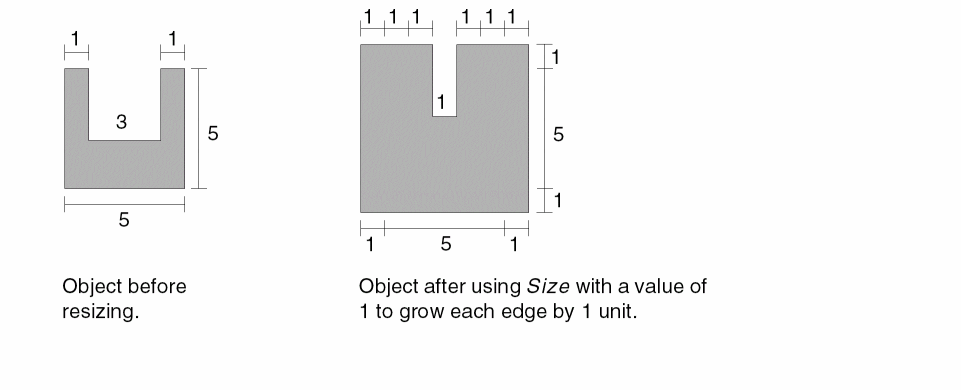 1 1 1 1 1 1
1 1
1
1
3
5
5
5
1
5
1 5 1
Object before
resizing.
Object after using Size with a value of
1 to grow each edge by 1 unit.